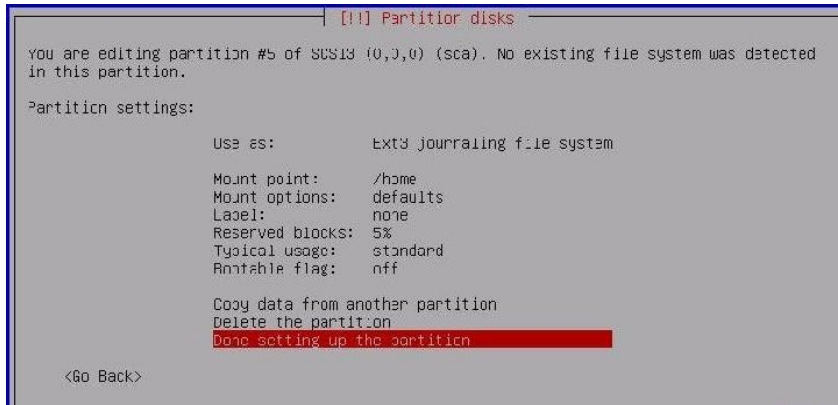 [!!] Partition disks
You are editing partition #5 of SCSI3 (0,0,0) (sda). No existing file system was detected
in this partition.
Partition settings:
Use as: Ext3 journaling file system
Mount point: /home
Mount options: defaults
Label: none
Reserved blocks: 5%
Typical usage: standard
Bootable flag: off
Copy data from another partition
Delete the partition
Done setting up the partition
<Go Back>